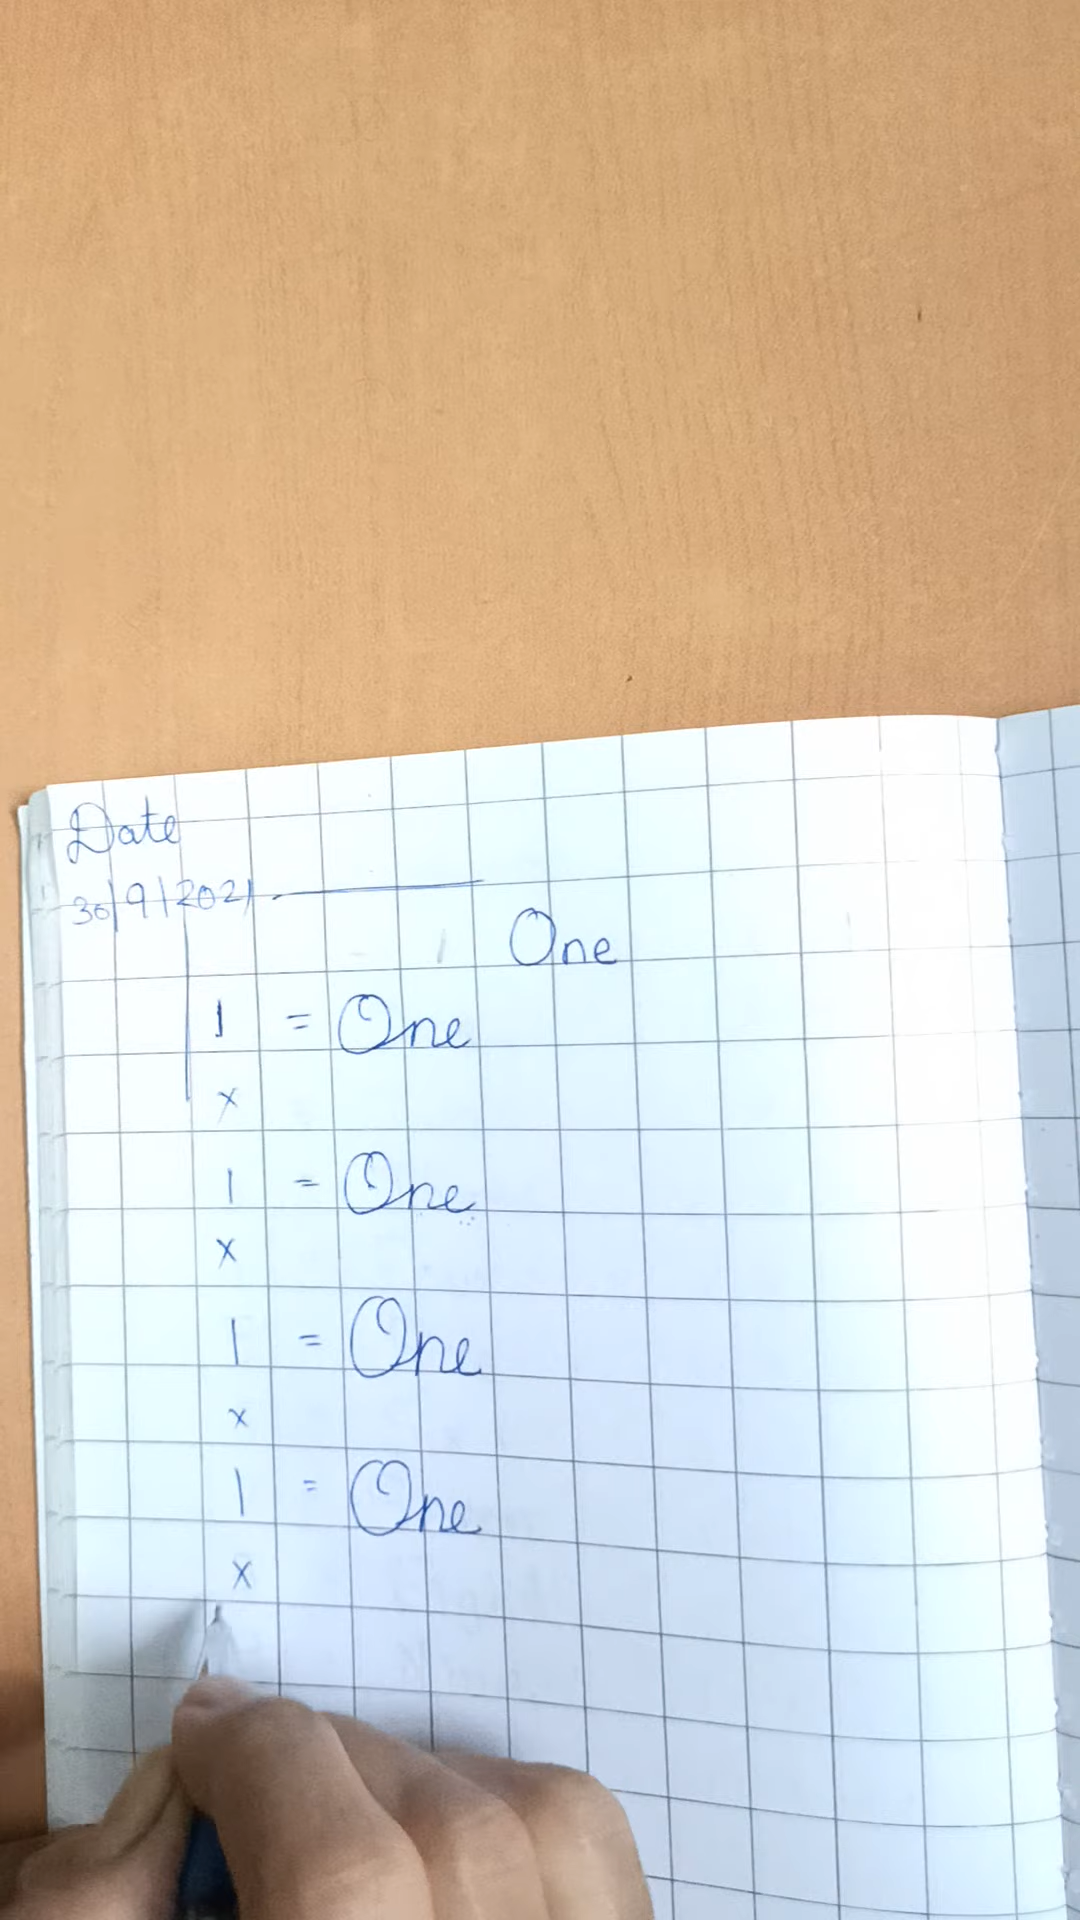 Date
30/9/2021
One
1 = One
x
1 = One
x
1 = One
x
1 = One
x